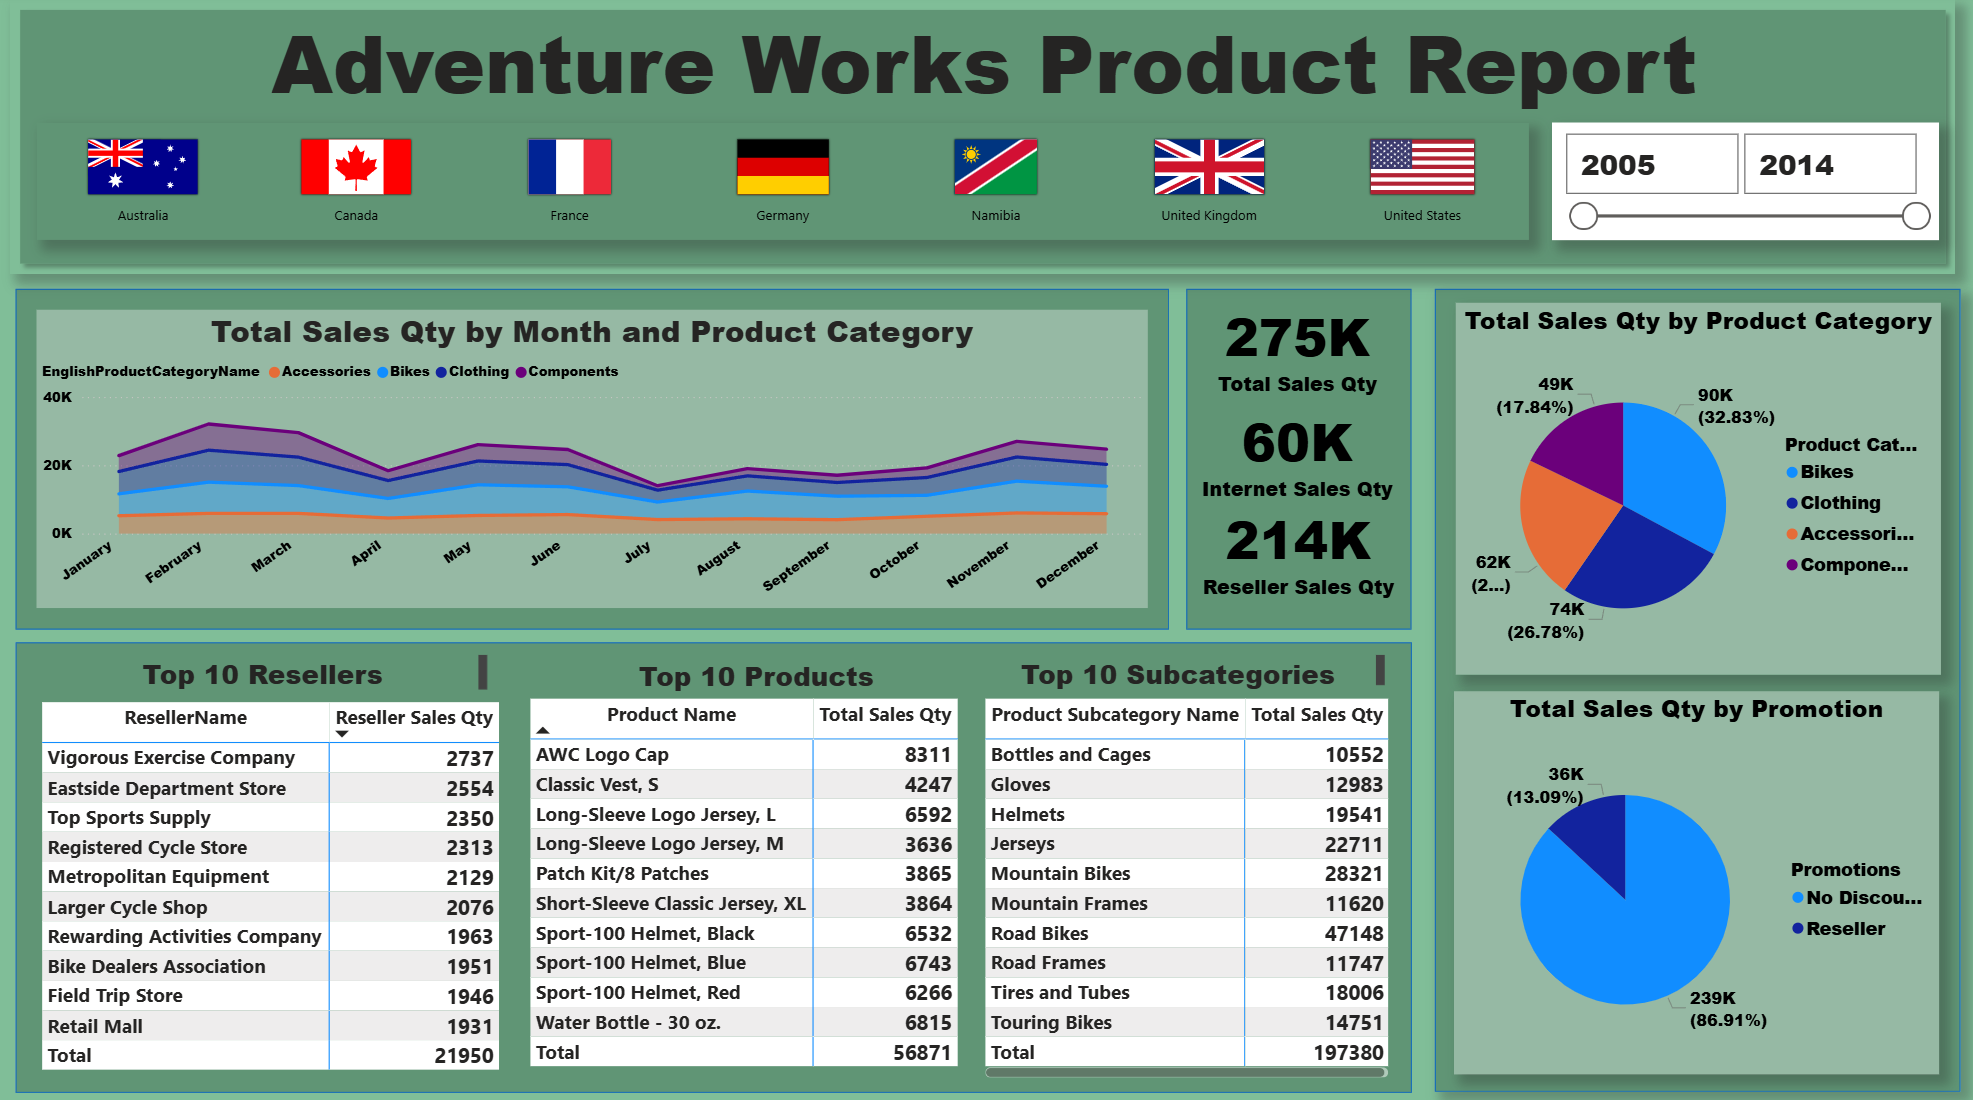 Adventure Works Product Report
Australia
Canada
France
Germany
Namibia
United Kingdom
United States
2005
2014
Total Sales Qty by Month and Product Category
EnglishProductCategoryName Accessories Bikes Clothing Components
40K
20K
0K
January
February
March
April
May
June
July
August
September
October
November
December
275K
Total Sales Qty
60K
Internet Sales Qty
214K
Reseller Sales Qty
Total Sales Qty by Product Category
49K
(17.84%)
90K
(32.83%)
62K
(2...)
74K
(26.78%)
Product Cat...
Bikes
Clothing
Accessori...
Compone...
Top 10 Resellers
ResellerName Reseller Sales Qty
Vigorous Exercise Company 2737
Eastside Department Store 2554
Top Sports Supply 2350
Registered Cycle Store 2313
Metropolitan Equipment 2129
Larger Cycle Shop 2076
Rewarding Activities Company 1963
Bike Dealers Association 1951
Field Trip Store 1946
Retail Mall 1931
Total 21950
Top 10 Products
Product Name Total Sales Qty
AWC Logo Cap 8311
Classic Vest, S 4247
Long-Sleeve Logo Jersey, L 6592
Long-Sleeve Logo Jersey, M 3636
Patch Kit/8 Patches 3865
Short-Sleeve Classic Jersey, XL 3864
Sport-100 Helmet, Black 6532
Sport-100 Helmet, Blue 6743
Sport-100 Helmet, Red 6266
Water Bottle - 30 oz. 6815
Total 56871
Top 10 Subcategories
Product Subcategory Name Total Sales Qty
Bottles and Cages 10552
Gloves 12983
Helmets 19541
Jerseys 22711
Mountain Bikes 28321
Mountain Frames 11620
Road Bikes 47148
Road Frames 11747
Tires and Tubes 18006
Touring Bikes 14751
Total 197380
Total Sales Qty by Promotion
36K
(13.09%)
239K
(86.91%)
Promotions
No Discou...
Reseller